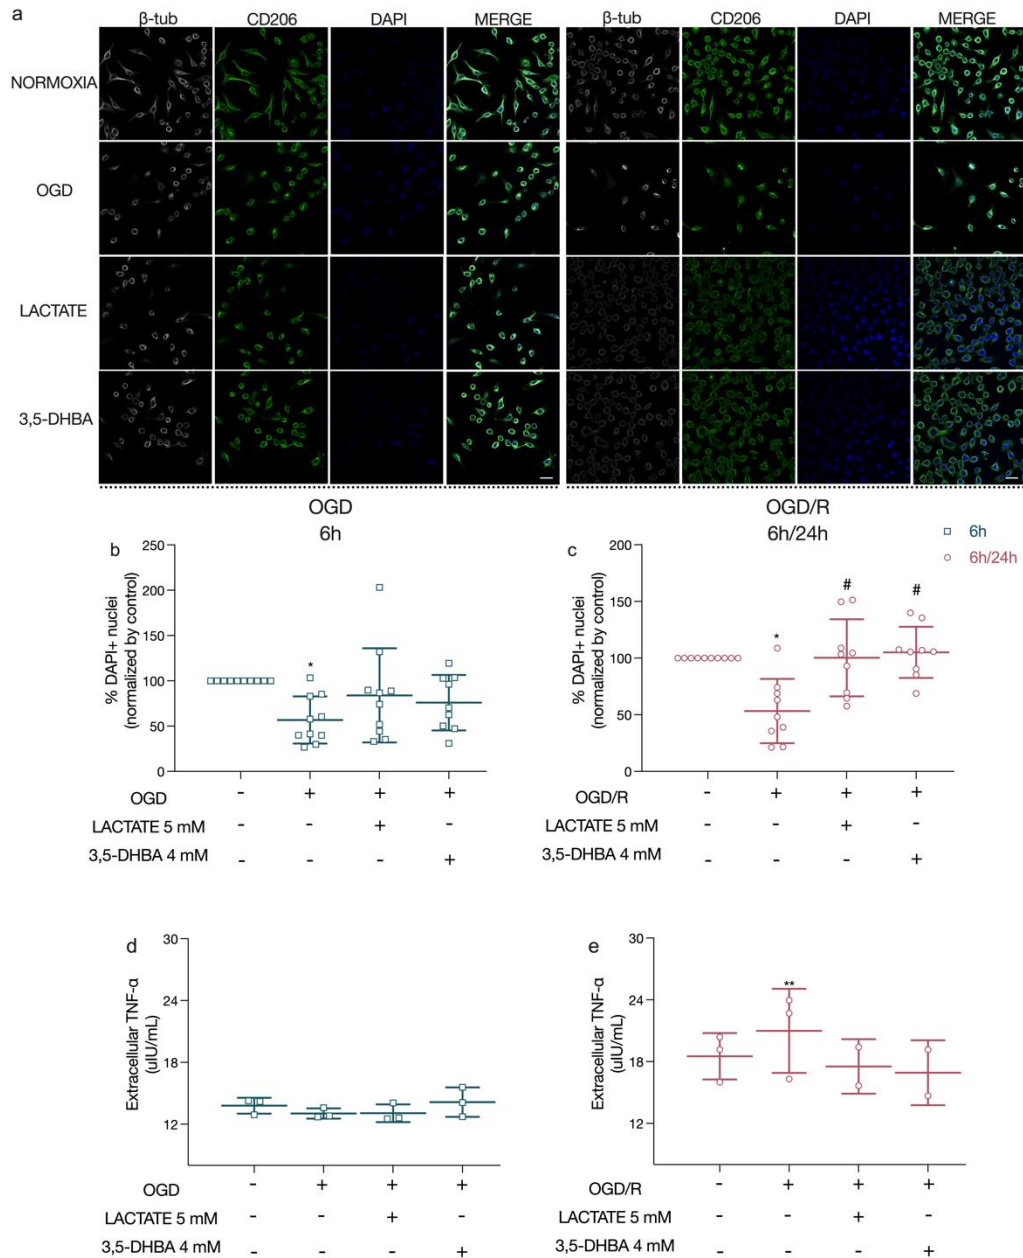 a
β-tub CD206 DAPI MERGE β-tub CD206 DAPI MERGE
NORMOXIA
OGD
LACTATE
3,5-DHBA
OGD
6h
OGD/R
6h/24h
6h
6h/24h
b
250
200
150
100
50
0
% DAPI+ nuclei
(normalized by control)
*
OGD - + + +
LACTATE 5 mM - - + -
3,5-DHBA 4 mM - - - +
c
200
150
100
50
0
% DAPI+ nuclei
(normalized by control)
* # #
OGD/R - + + +
LACTATE 5 mM - - + -
3,5-DHBA 4 mM - - - +
d
30
24
18
12
Extracellular TNF-α
(uIU/mL)
OGD - + + +
LACTATE 5 mM - - + -
3,5-DHBA 4 mM - - - +
e
30
24
18
12
Extracellular TNF-α
(uIU/mL)
**
OGD/R - + + +
LACTATE 5 mM - - + -
3,5-DHBA 4 mM - - - +